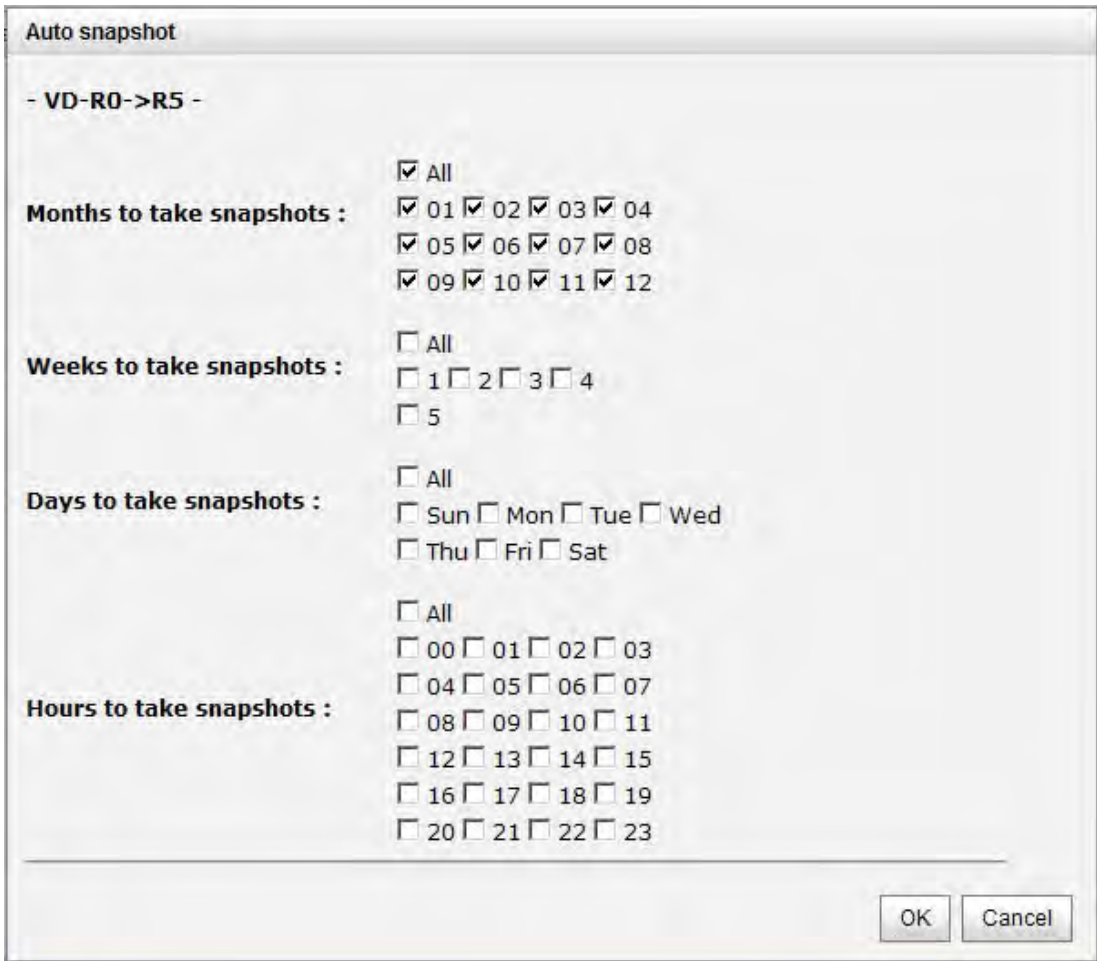 Auto snapshot
- VD-R0->R5 -
All
Months to take snapshots :
01 02 03 04
05 06 07 08
09 10 11 12
All
Weeks to take snapshots :
1 2 3 4
5
All
Days to take snapshots :
Sun Mon Tue Wed
Thu Fri Sat
All
00 01 02 03
04 05 06 07
Hours to take snapshots :
08 09 10 11
12 13 14 15
16 17 18 19
20 21 22 23
OK Cancel